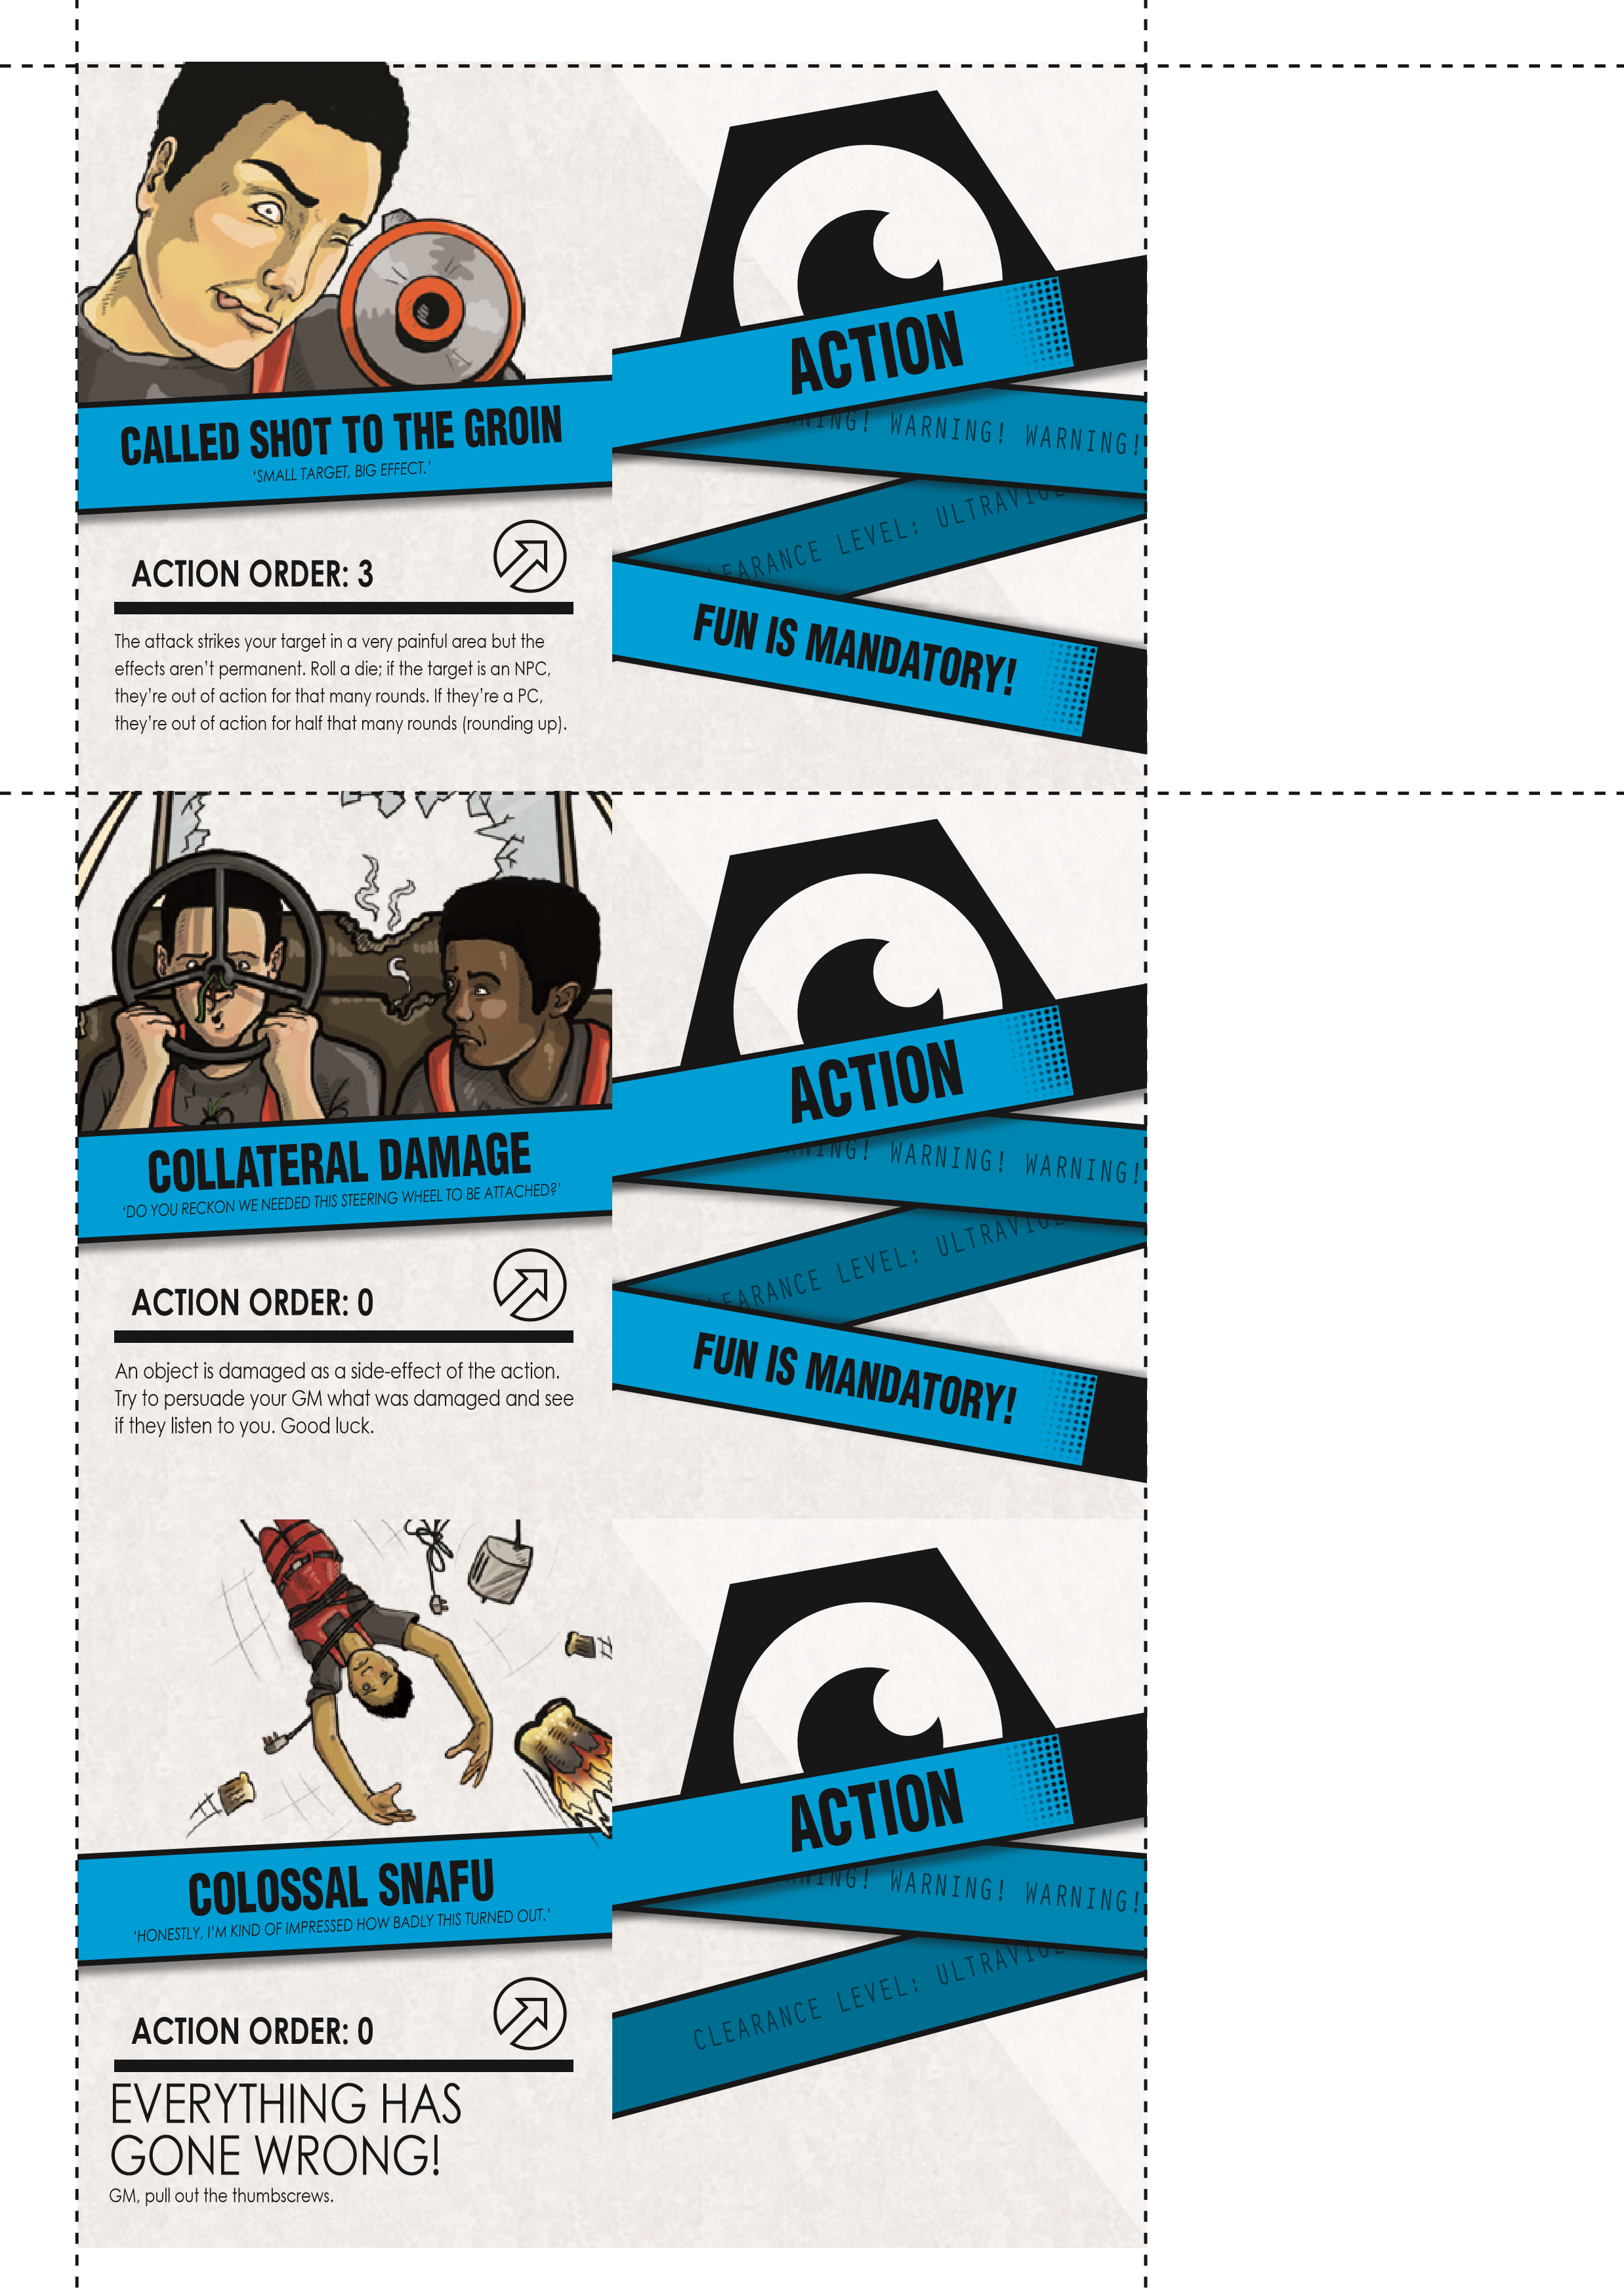 CALLED SHOT TO THE GROIN
‘SMALL TARGET, BIG EFFECT.’
ACTION ORDER: 3
The attack strikes your target in a very painful area but the
effects aren’t permanent. Roll a die; if the target is an NPC,
they’re out of action for that many rounds. If they’re a PC,
they’re out of action for half that many rounds (rounding up).
ACTION
WARNING! WARNING!
LEVEL:
FUN IS MANDATORY!
COLLATERAL DAMAGE
‘DO YOU RECKON WE NEEDED THIS STEERING WHEEL TO BE ATTACHED?’
ACTION ORDER: 0
An object is damaged as a side-effect of the action.
Try to persuade your GM what was damaged and see
if they listen to you. Good luck.
ACTION
WARNING! WARNING!
LEVEL:
FUN IS MANDATORY!
COLOSSAL SNAFU
‘HONESTLY, I’M KIND OF IMPRESSED HOW BADLY THIS TURNED OUT.’
ACTION ORDER: 0
EVERYTHING HAS
GONE WRONG!
GM, pull out the thumbscrews.
ACTION
WARNING! WARNING!
CLEARANCE LEVEL: